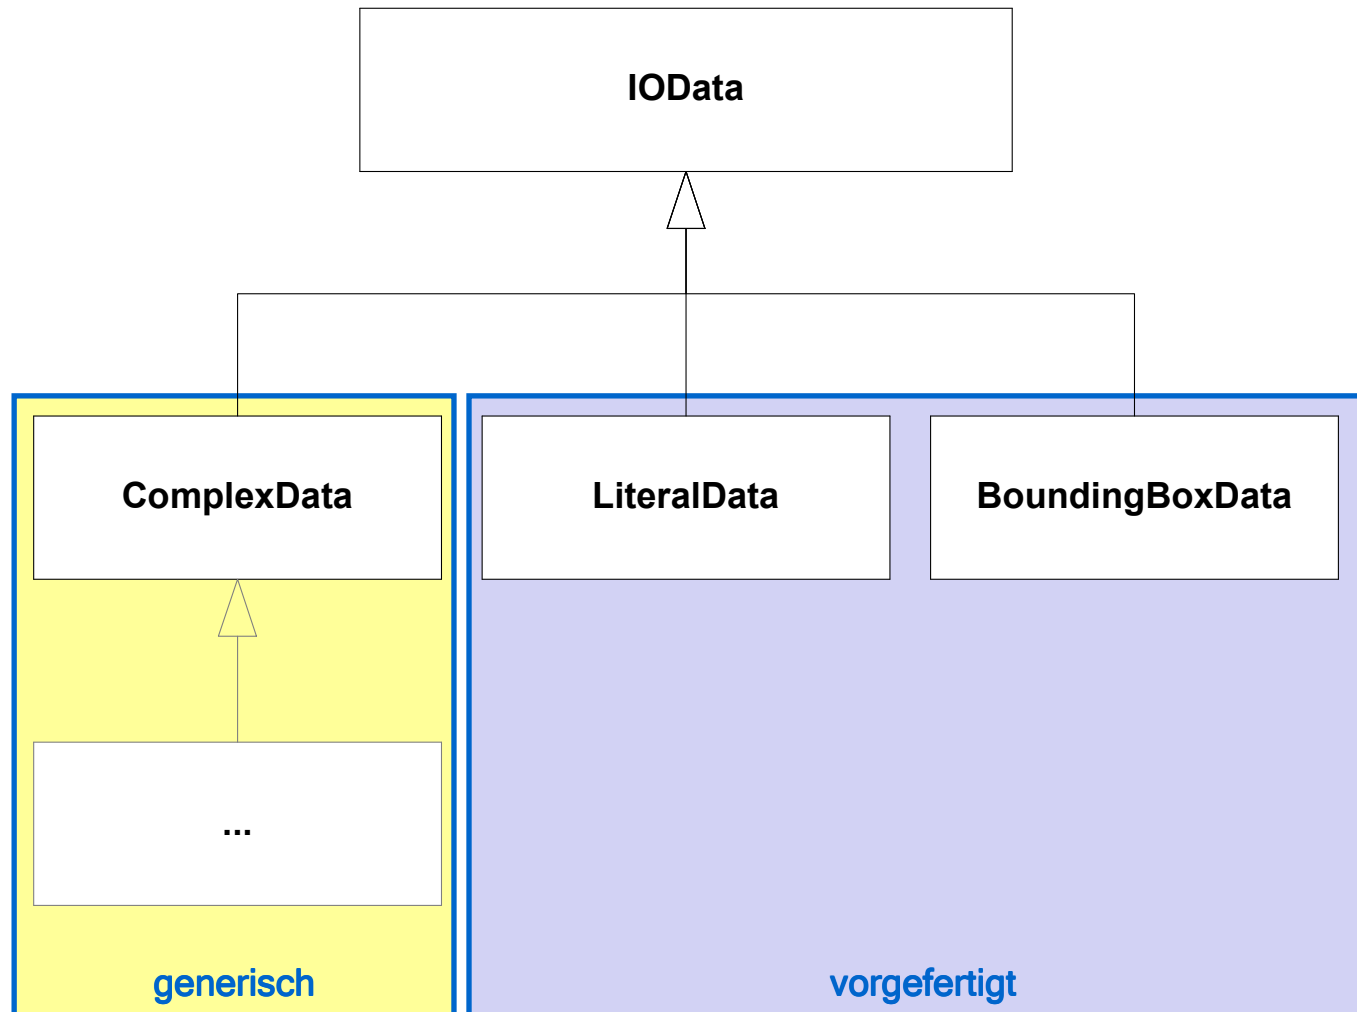 IOData
ComplexData
LiteralData
BoundingBoxData
...
generisch
vorgefertigt